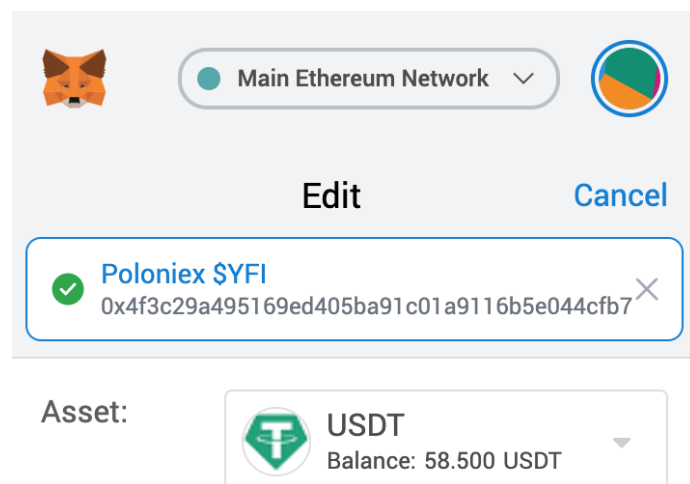 Main Ethereum Network
Edit
Cancel
Poloniex $YFI
0x4f3c29a495169ed405ba91c01a9116b5e044cfb7
Asset:
USDT
Balance: 58.500 USDT